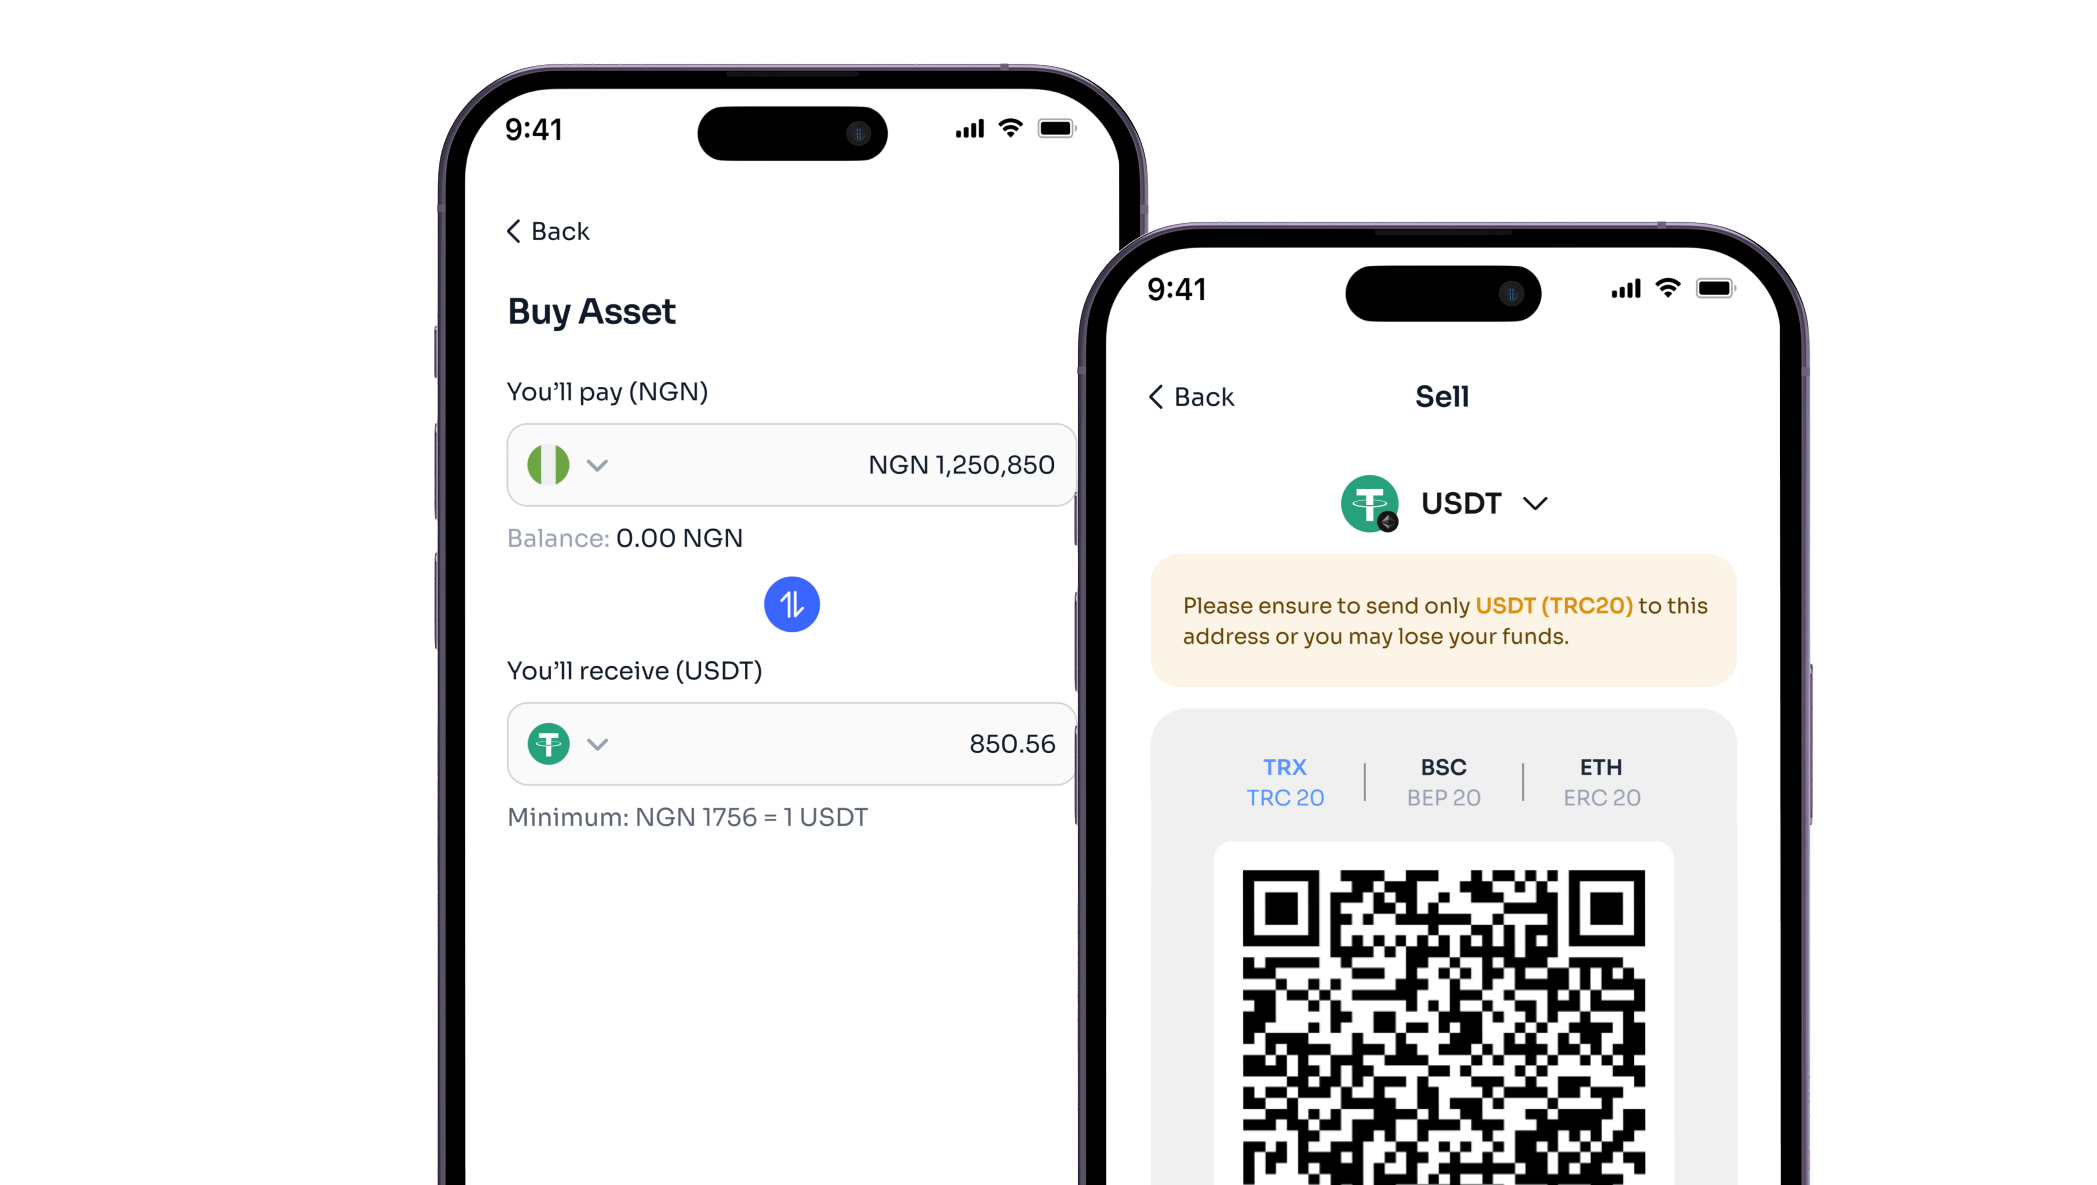 9:41
Back
Buy Asset
You'll pay (NGN)
NGN 1,250,850
Balance: 0.00 NGN
You'll receive (USDT)
850.56
Minimum: NGN 1756 = 1 USDT
9:41
Back
Sell
USDT
Please ensure to send only USDT (TRC20) to this
address or you may lose your funds.
TRX
TRC 20
BSC
BEP 20
ETH
ERC 20